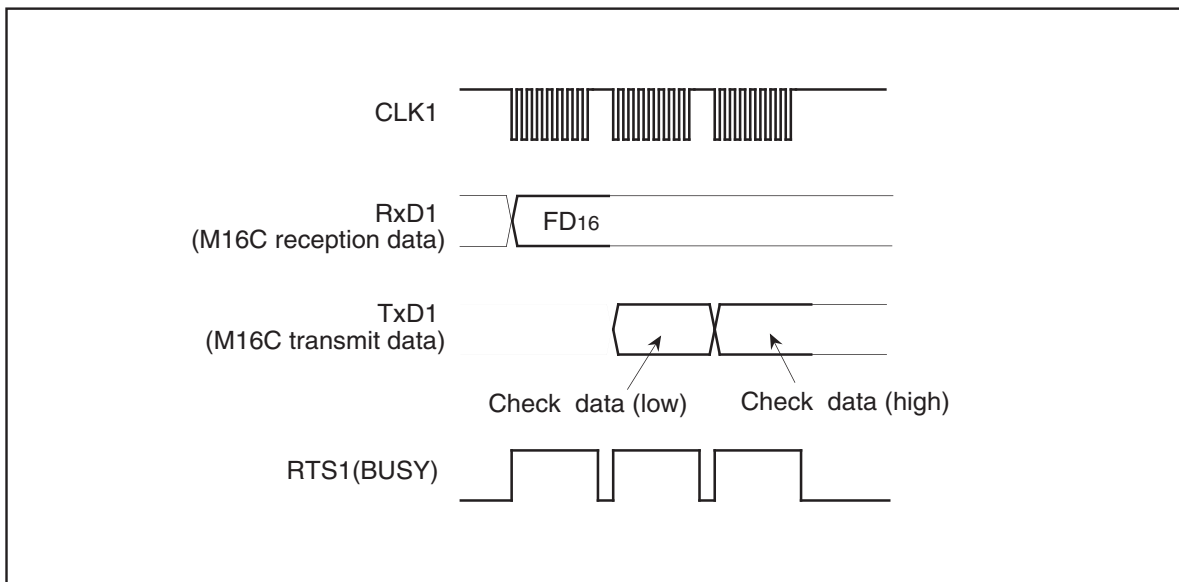 CLK1
RxD1
(M16C reception data)
FD16
TxD1
(M16C transmit data)
Check data (low)
Check data (high)
RTS1(BUSY)